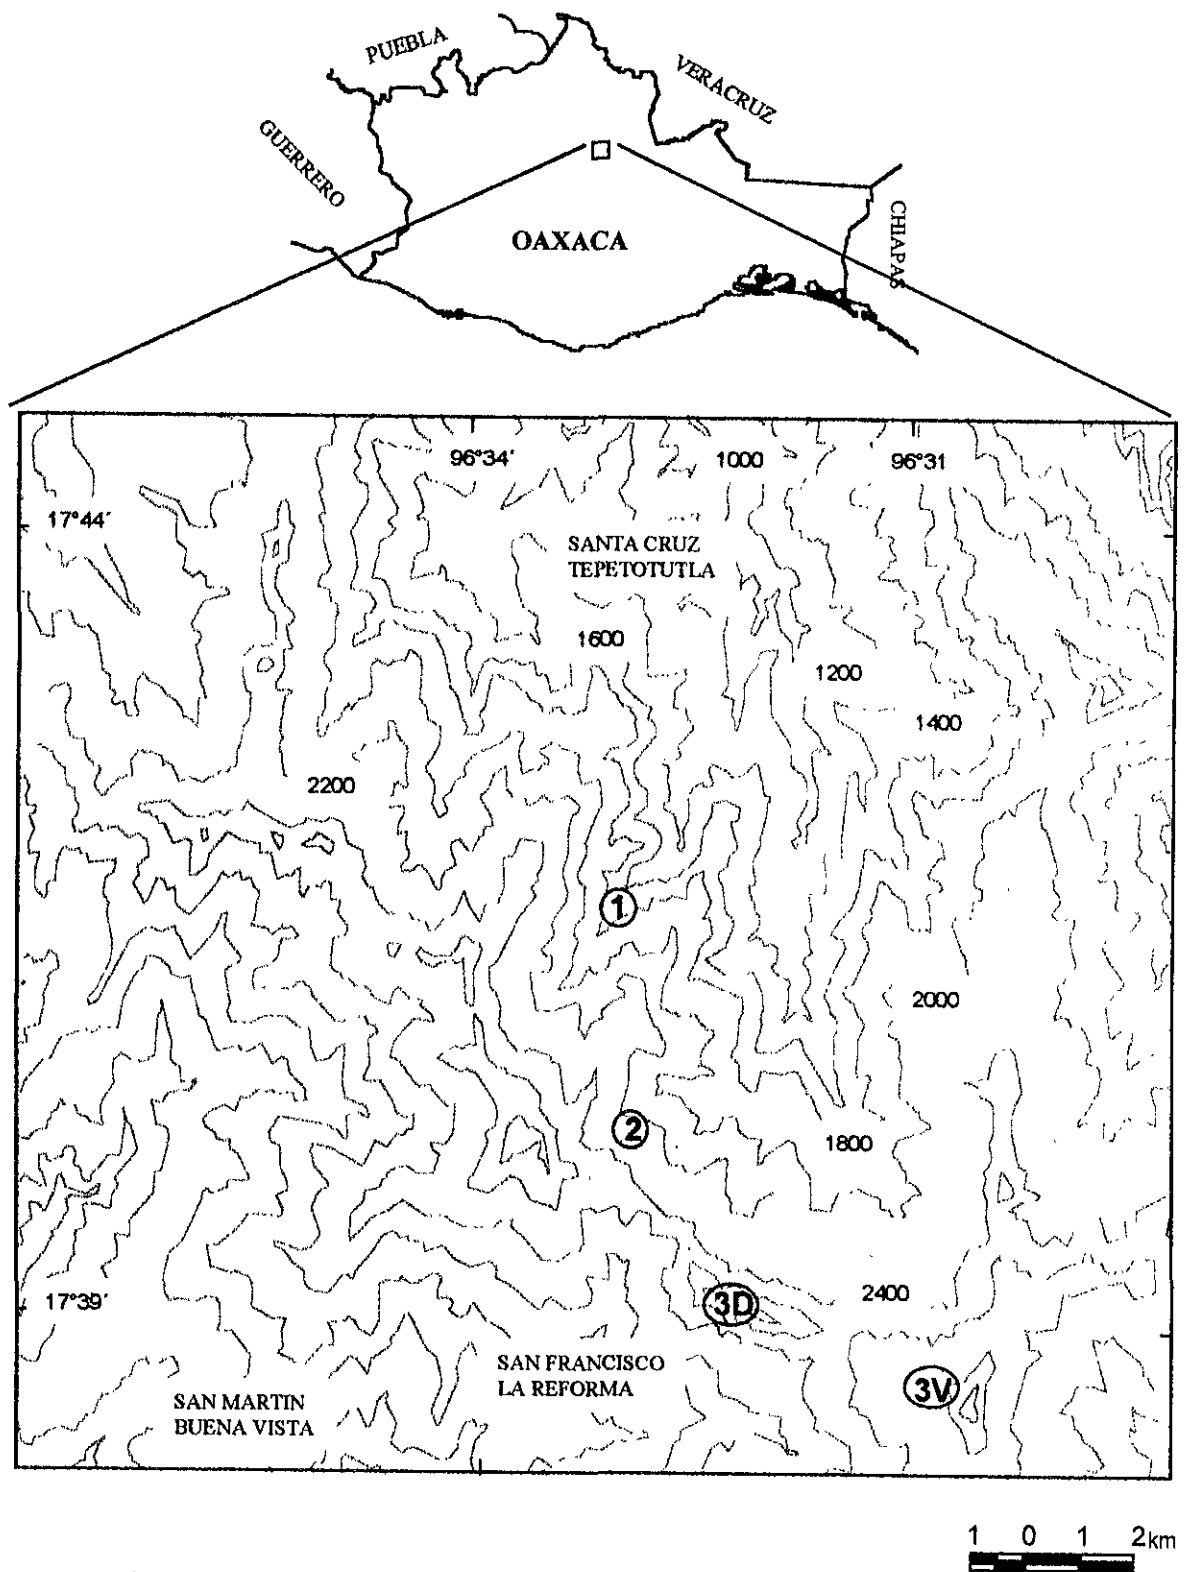 PUEBLA
VERACRUZ
GUERRERO
CHIAPAS
OAXACA
96°34´
1000
96°31
17°44´
SANTA CRUZ
TEPETOTUTLA
1600
1200
1400
2200
1
2000
2
1800
17°39´
2400
3D
SAN FRANCISCO
LA REFORMA
3V
SAN MARTIN
BUENA VISTA
1 0 1 2km